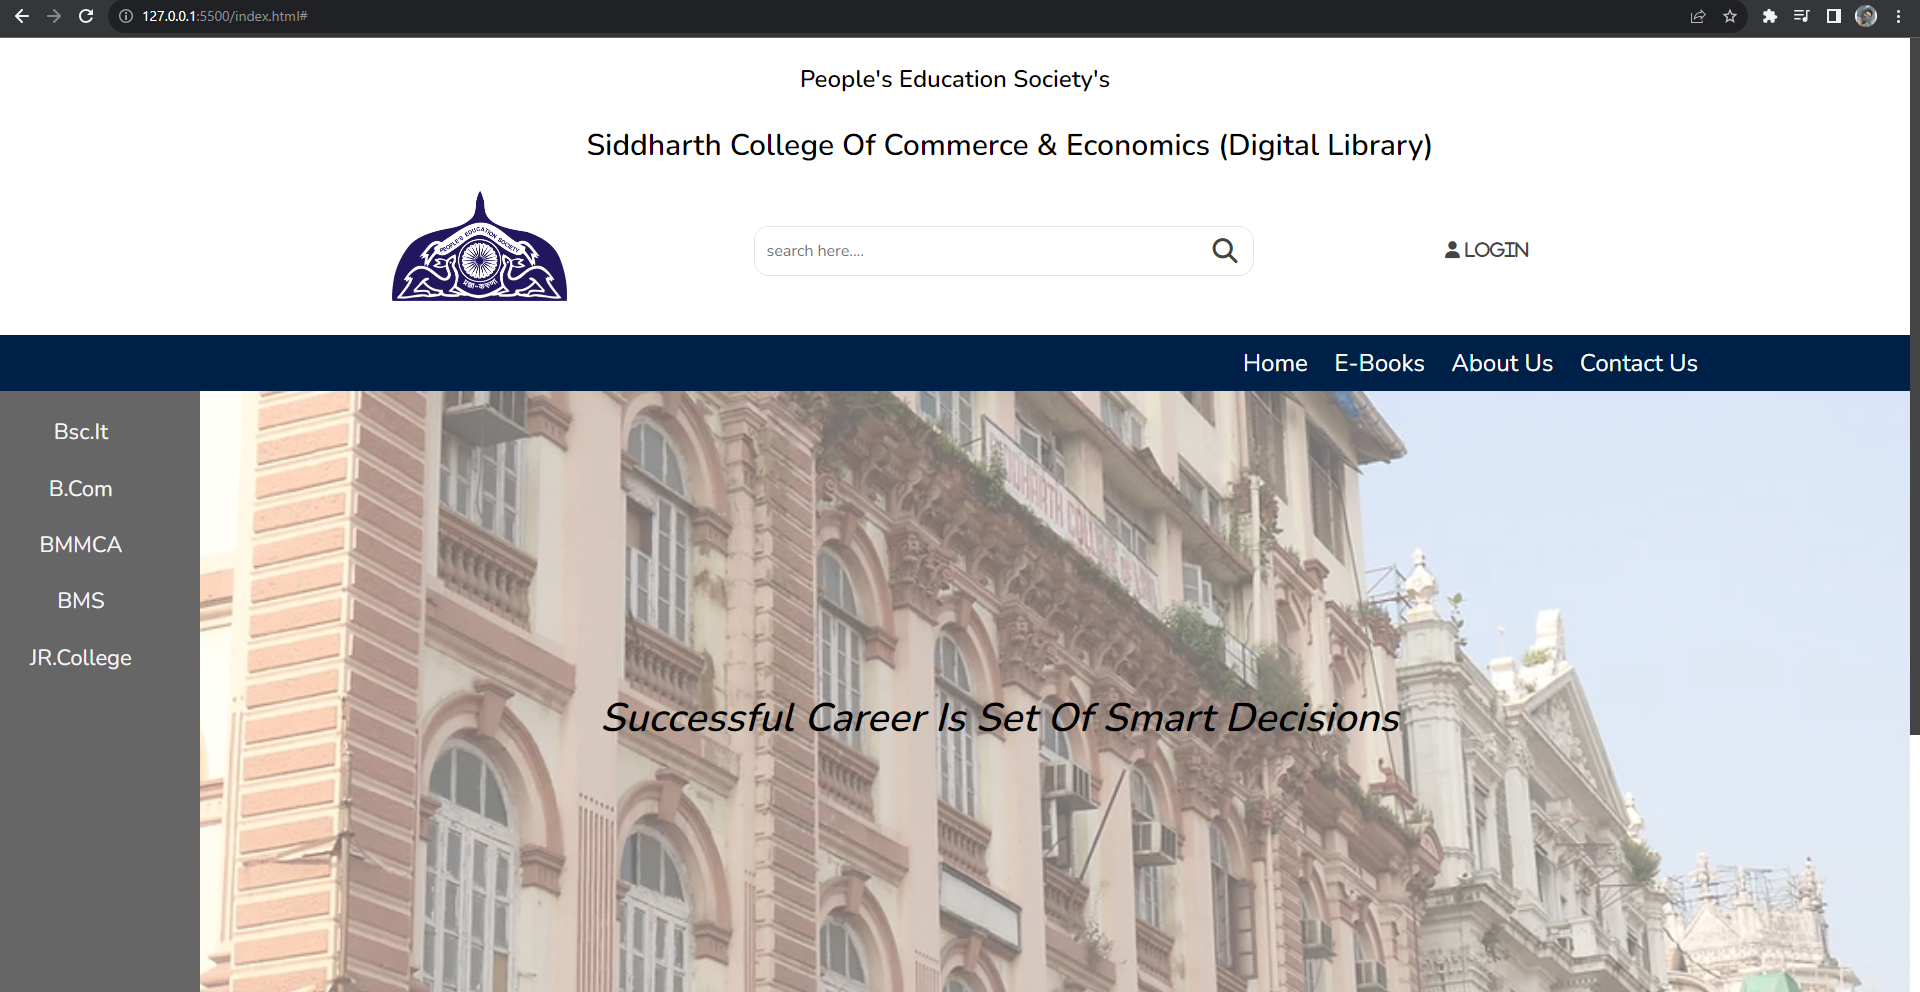 127.0.0.1:5500/index.html#
People's Education Society's
Siddharth College Of Commerce & Economics (Digital Library)
PEOPLE'S EDUCATION SOCIETY
प्रज्ञा-करुणा
search here....
LOGIN
Home E-Books About Us Contact Us
Bsc.It
B.Com
BMMCA
BMS
JR.College
Successful Career Is Set Of Smart Decisions